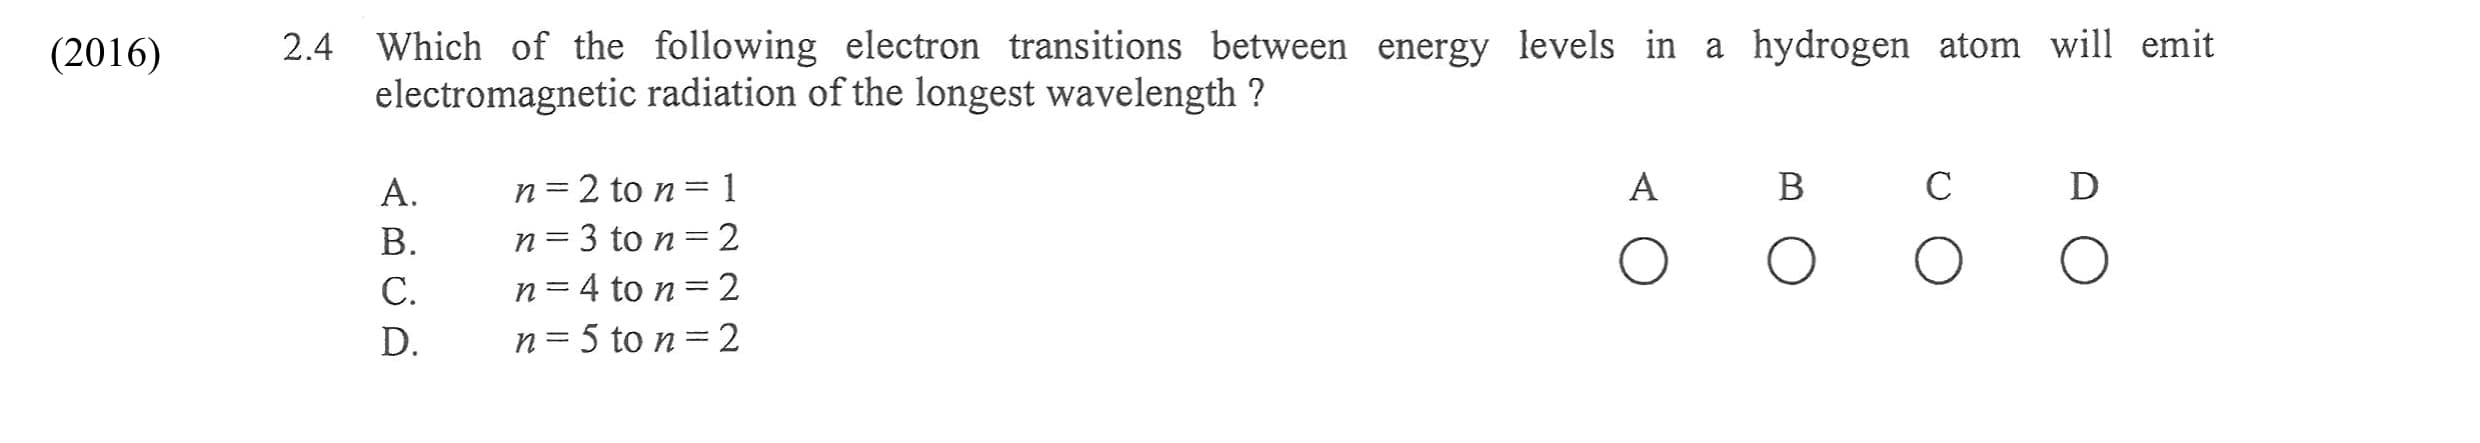 (2016) 2.4 Which of the following electron transitions between energy levels in a hydrogen atom will emit
electromagnetic radiation of the longest wavelength ?
A. n = 2 to n = 1 A B C D
B. n = 3 to n = 2
C. n = 4 to n = 2
D. n = 5 to n = 2